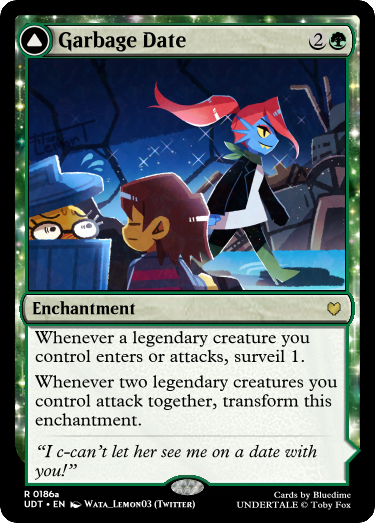 Garbage Date 2
Enchantment
Whenever a legendary creature you
control enters or attacks, surveil 1.
Whenever two legendary creatures you
control attack together, transform this
enchantment.
“I c-can't let her see me on a date with
you!”
R 0186a
UDT • EN Wata_Lemon03 (Twitter)
Cards by Bluedime
UNDERTALE © Toby Fox